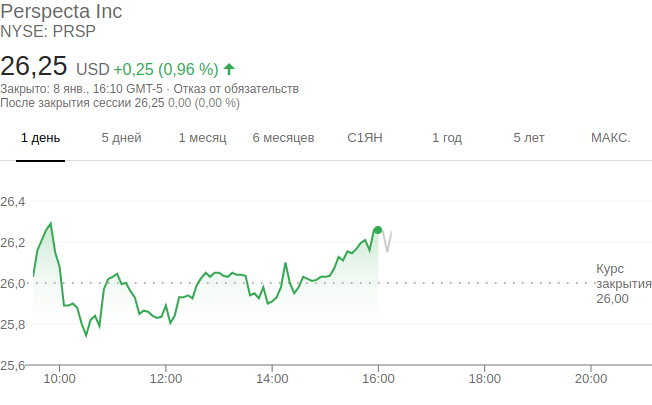 Perspecta Inc
NYSE: PRSP
26,25 USD +0,25 (0,96 %)
Закрыто: 8 янв., 16:10 GMT-5 · Отказ от обязательств
После закрытия сессии 26,25 0,00 (0,00 %)
1 день 5 дней 1 месяц 6 месяцев С1ЯН 1 год 5 лет МАКС.
26,4
26,2
26,0
25,8
25,6
Курс
закрытия
26,00
10:00 12:00 14:00 16:00 18:00 20:00